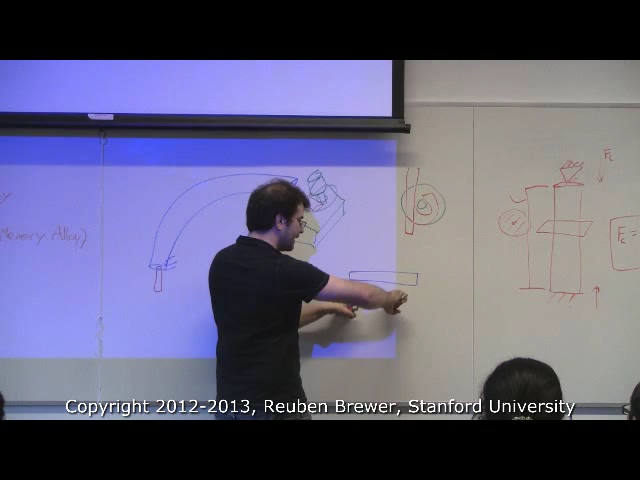 Memory Alloy)
Fc
Fc =
Copyright 2012-2013, Reuben Brewer, Stanford University